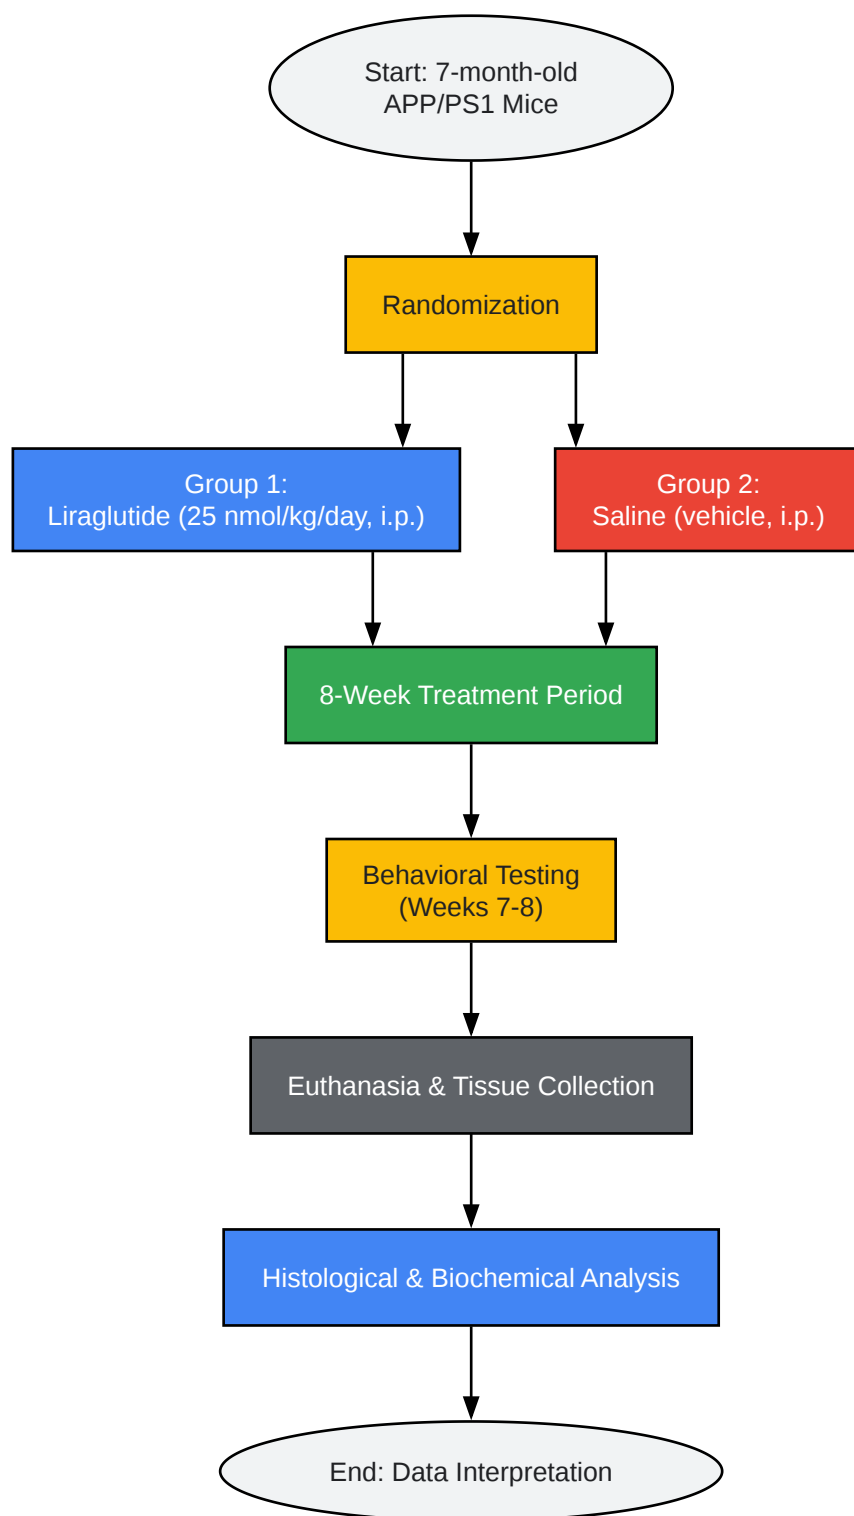 Start: 7-month-old
APP/PS1 Mice
Randomization
Group 1:
Liraglutide (25 nmol/kg/day, i.p.)
Group 2:
Saline (vehicle, i.p.)
8-Week Treatment Period
Behavioral Testing
(Weeks 7-8)
Euthanasia & Tissue Collection
Histological & Biochemical Analysis
End: Data Interpretation